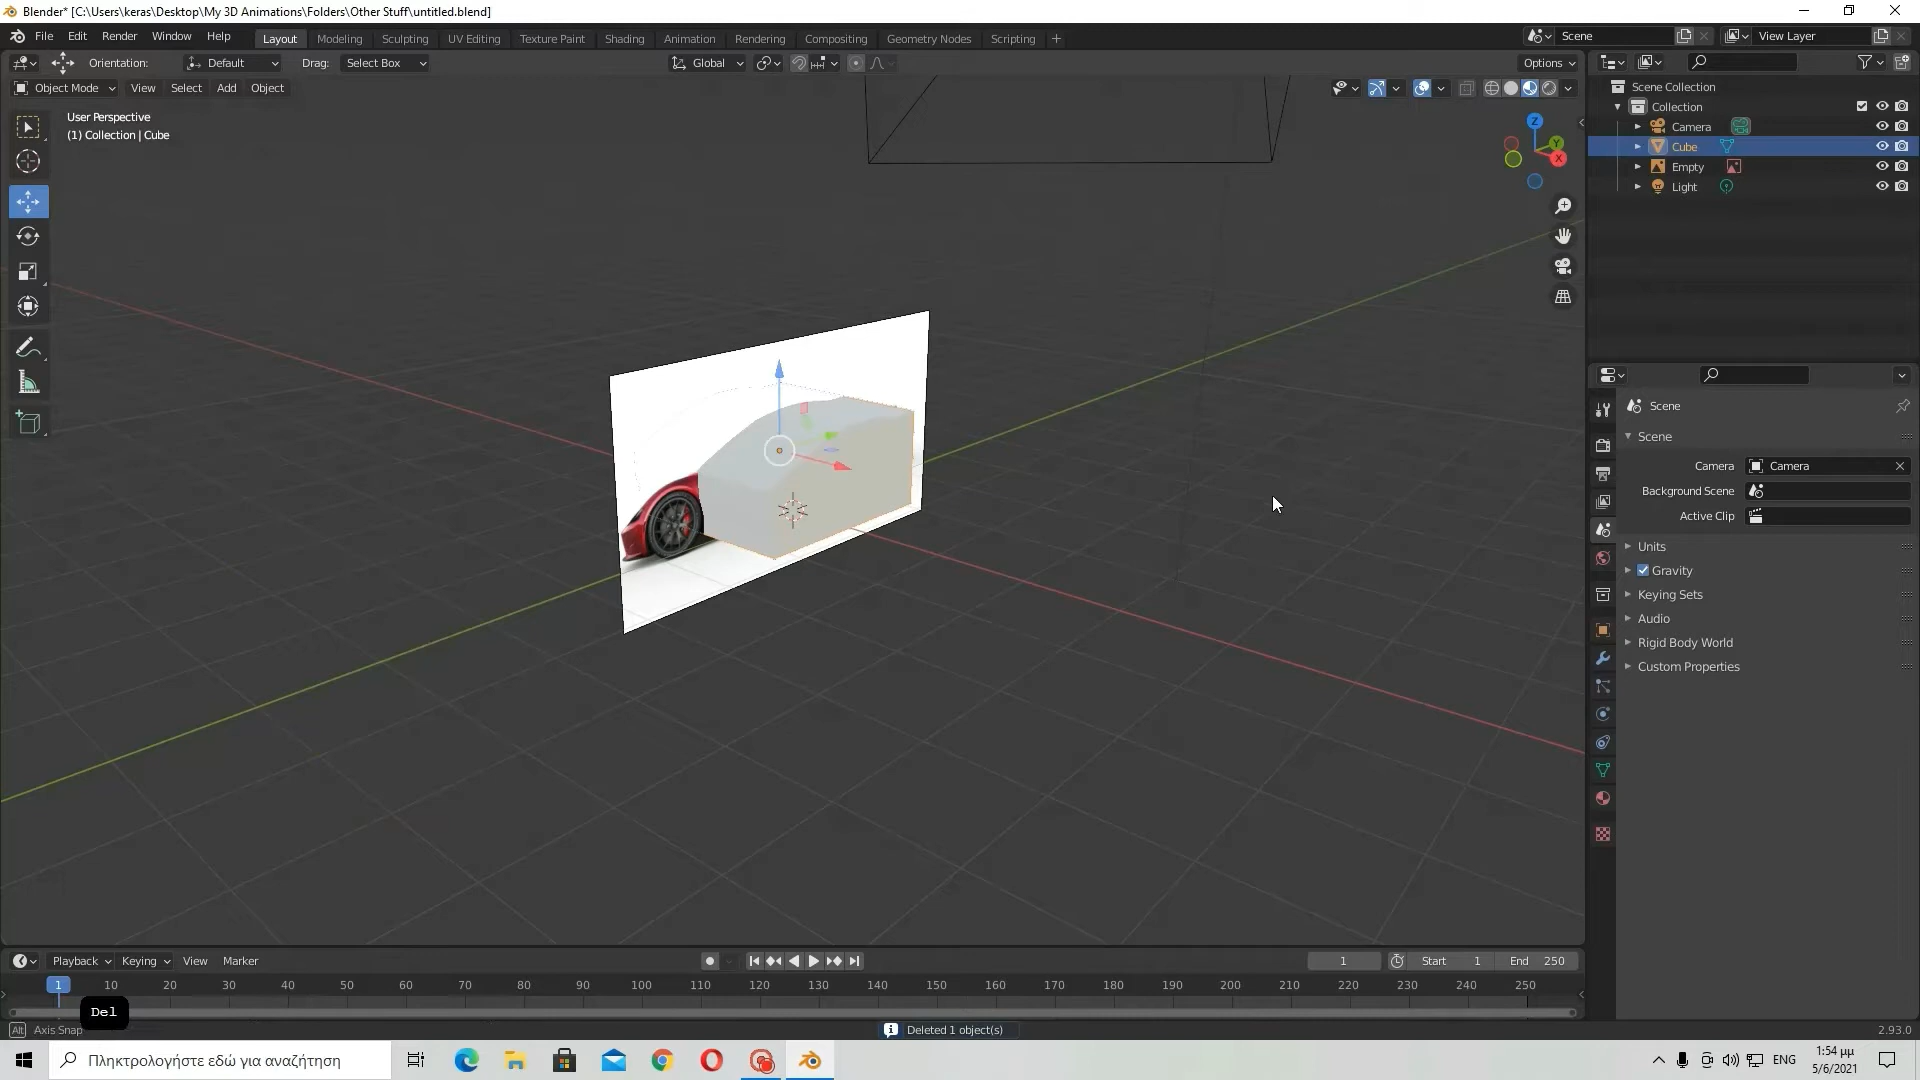 Blender* [C:\Users\keras\Desktop\My 3D Animations\Folders\Other Stuff\untitled.blend]
File Edit Render Window Help Layout Modeling Sculpting UV Editing Texture Paint Shading Animation Rendering Compositing Geometry Nodes Scripting + Scene View Layer
Orientation: Default Drag: Select Box Global Options
Object Mode View Select Add Object
User Perspective
(1) Collection | Cube
Z
Y
X
Scene Collection
Collection
Camera
Cube
Empty
Light
Scene
Scene
Camera Camera
Background Scene
Active Clip
Units
Gravity
Keying Sets
Audio
Rigid Body World
Custom Properties
Playback Keying View Marker 1 Start 1 End 250
1 10 20 30 40 50 60 70 80 90 100 110 120 130 140 150 160 170 180 190 200 210 220 230 240 250
Del
Alt Axis Snap Deleted 1 object(s) 2.93.0
Πληκτρολογήστε εδώ για αναζήτηση ENG 1:54 μμ
5/6/2021